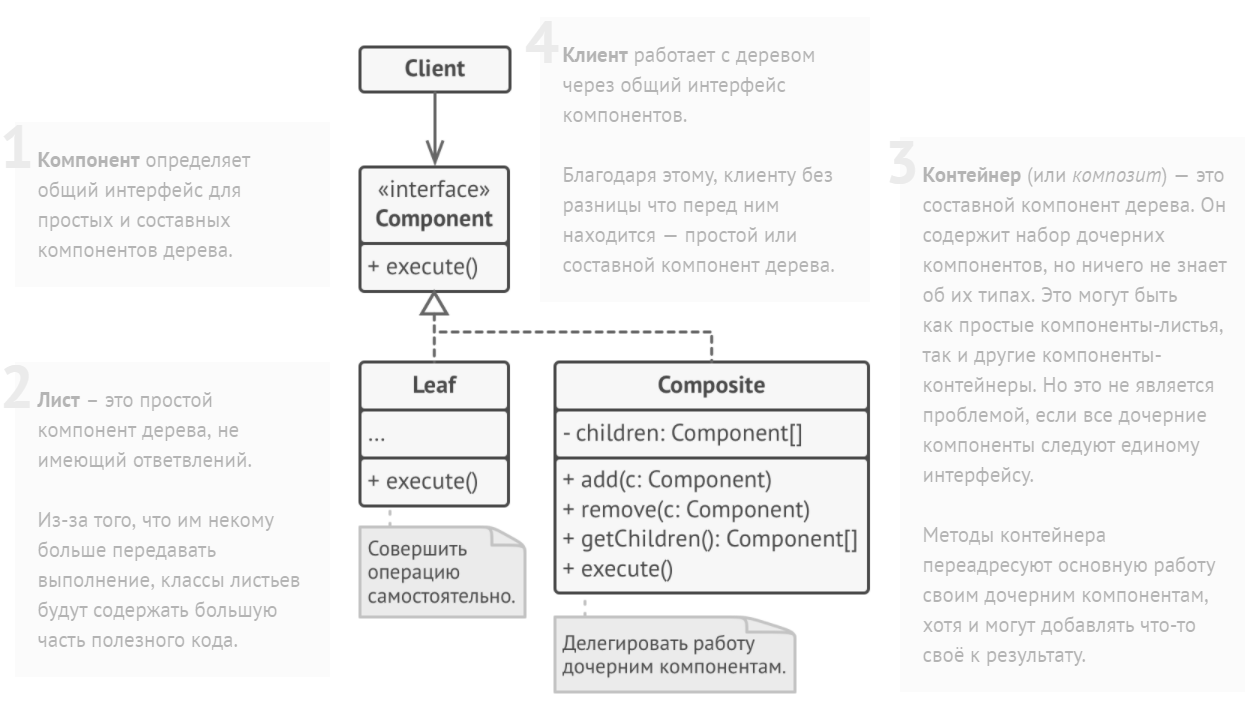 Client
«interface»
Component
+ execute()
Leaf
...
+ execute()
Совершить
операцию
самостоятельно.
Composite
- children: Component[]
+ add(c: Component)
+ remove(c: Component)
+ getChildren(): Component[]
+ execute()
Делегировать работу
дочерним компонентам.
1
Компонент определяет
общий интерфейс для
простых и составных
компонентов дерева.
2
Лист – это простой
компонент дерева, не
имеющий ответвлений.
Из-за того, что им некому
больше передавать
выполнение, классы листьев
будут содержать большую
часть полезного кода.
3
Контейнер (или композит) — это
составной компонент дерева. Он
содержит набор дочерних
компонентов, но ничего не знает
об их типах. Это могут быть
как простые компоненты-листья,
так и другие компоненты-
контейнеры. Но это не является
проблемой, если все дочерние
компоненты следуют единому
интерфейсу.
Методы контейнера
переадресуют основную работу
своим дочерним компонентам,
хотя и могут добавлять что-то
своё к результату.
4
Клиент работает с деревом
через общий интерфейс
компонентов.
Благодаря этому, клиенту без
разницы что перед ним
находится — простой или
составной компонент дерева.